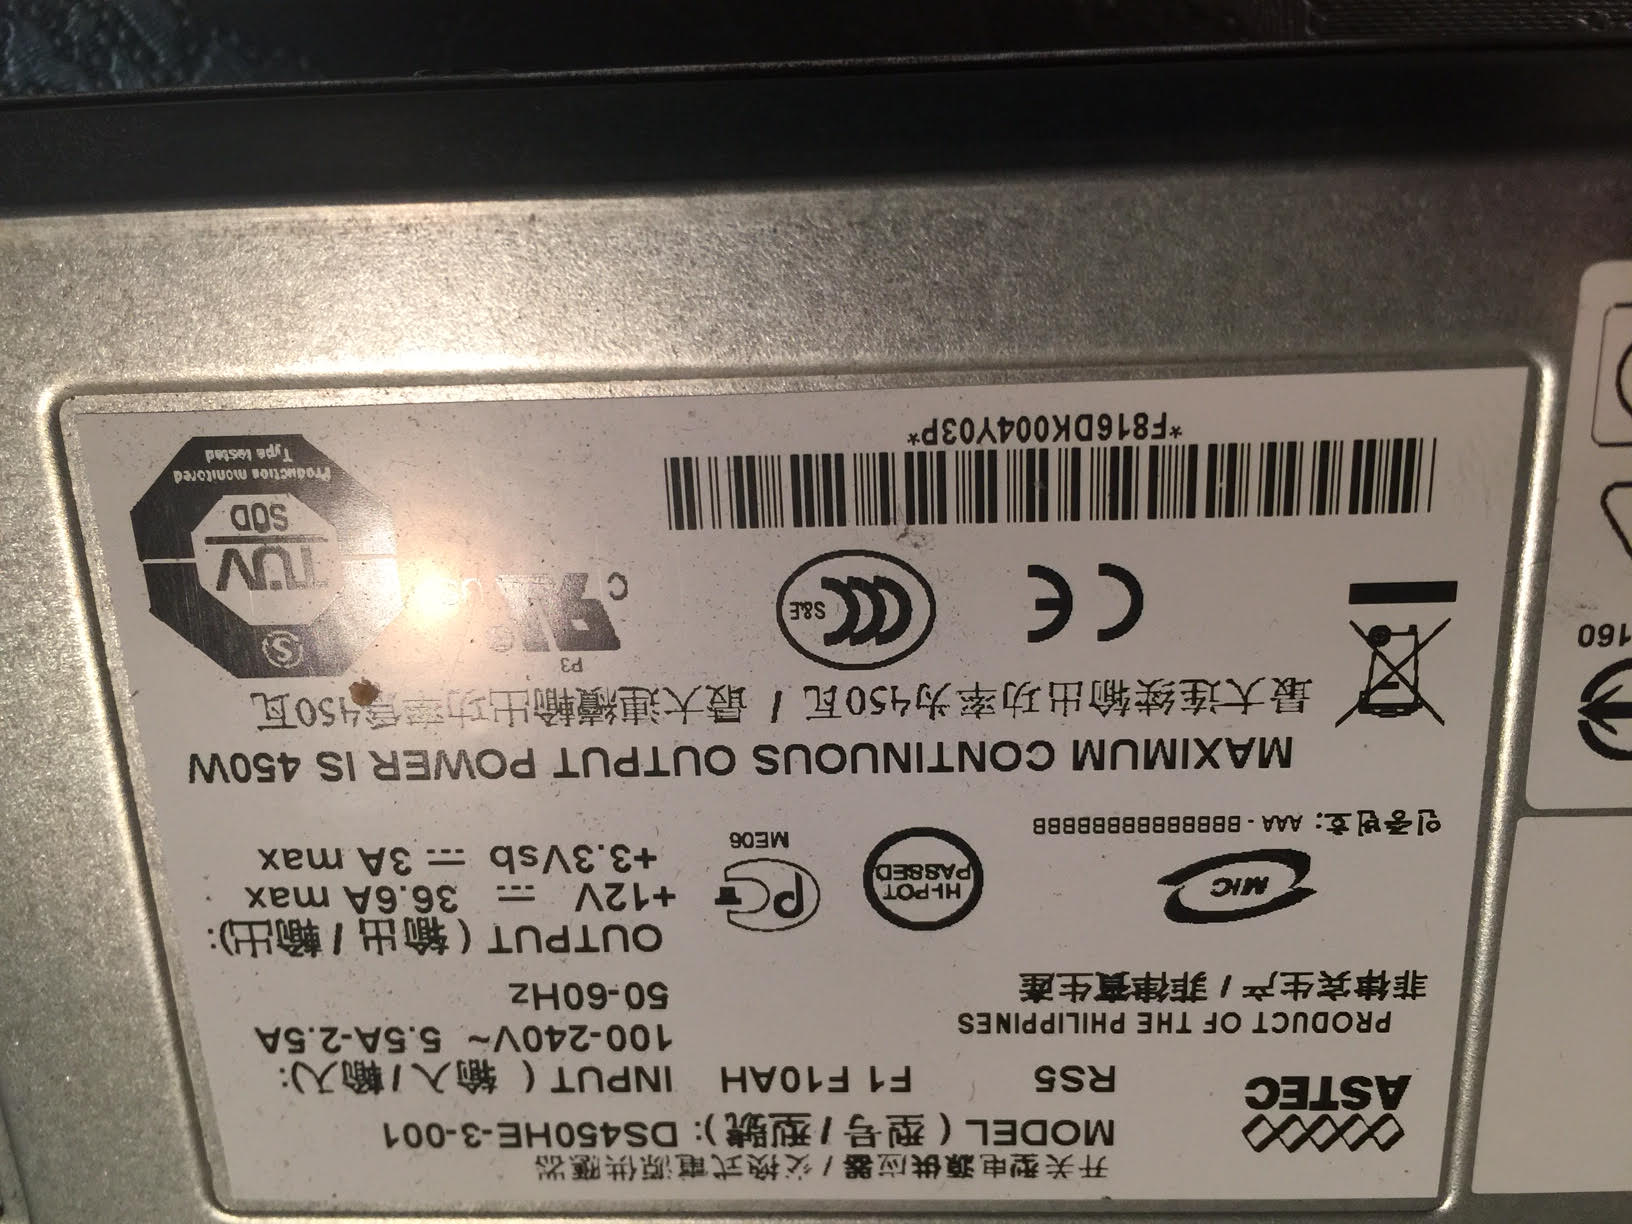 开关型电源供应器 / 交換式電源供應器
MODEL ( 型号 / 型號): DS450HE-3-001
ASTEC
RS5 F1 F10AH
INPUT ( 输入 / 輸入):
100-240V~ 5.5A-2.5A
50-60Hz
PRODUCT OF THE PHILIPPINES
菲律宾生产 / 菲律賓生產
OUTPUT ( 输出 / 輸出):
+12V ⎓ 36.6A max
+3.3Vsb ⎓ 3A max
MIC
HI-POT
PASSED
PCT
ME06
인증번호: AAA - BBBBBBBBBBBBBB
MAXIMUM CONTINUOUS OUTPUT POWER IS 450W
最大连续输出功率为450瓦 / 最大連續輸出功率為450瓦
CE
CCC
S&E
P3
C
S
TÜV
SÜD
Production monitored
Type tested
*F816DK004Y03P*
160